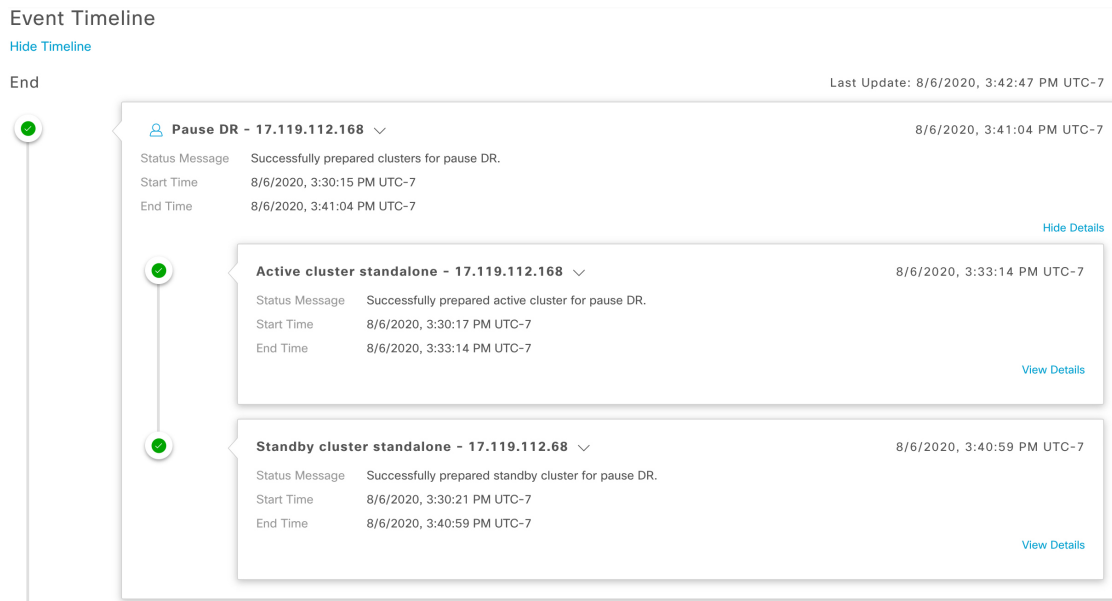 Event Timeline
Hide Timeline
End
Last Update: 8/6/2020, 3:42:47 PM UTC-7
Pause DR - 17.119.112.168
8/6/2020, 3:41:04 PM UTC-7
Status Message Successfully prepared clusters for pause DR.
Start Time 8/6/2020, 3:30:15 PM UTC-7
End Time 8/6/2020, 3:41:04 PM UTC-7
Hide Details
Active cluster standalone - 17.119.112.168
8/6/2020, 3:33:14 PM UTC-7
Status Message Successfully prepared active cluster for pause DR.
Start Time 8/6/2020, 3:30:17 PM UTC-7
End Time 8/6/2020, 3:33:14 PM UTC-7
View Details
Standby cluster standalone - 17.119.112.68
8/6/2020, 3:40:59 PM UTC-7
Status Message Successfully prepared standby cluster for pause DR.
Start Time 8/6/2020, 3:30:21 PM UTC-7
End Time 8/6/2020, 3:40:59 PM UTC-7
View Details